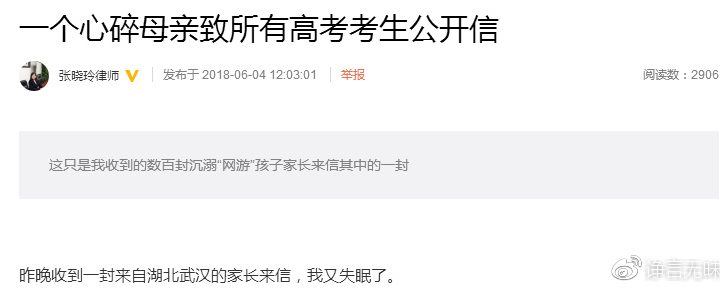 一个心碎母亲致所有高考考生公开信
张晓玲律师 发布于 2018-06-04 12:03:01 举报 阅读数：2906
这只是我收到的数百封沉溺“网游”孩子家长来信其中的一封
昨晚收到一封来自湖北武汉的家长来信，我又失眠了。